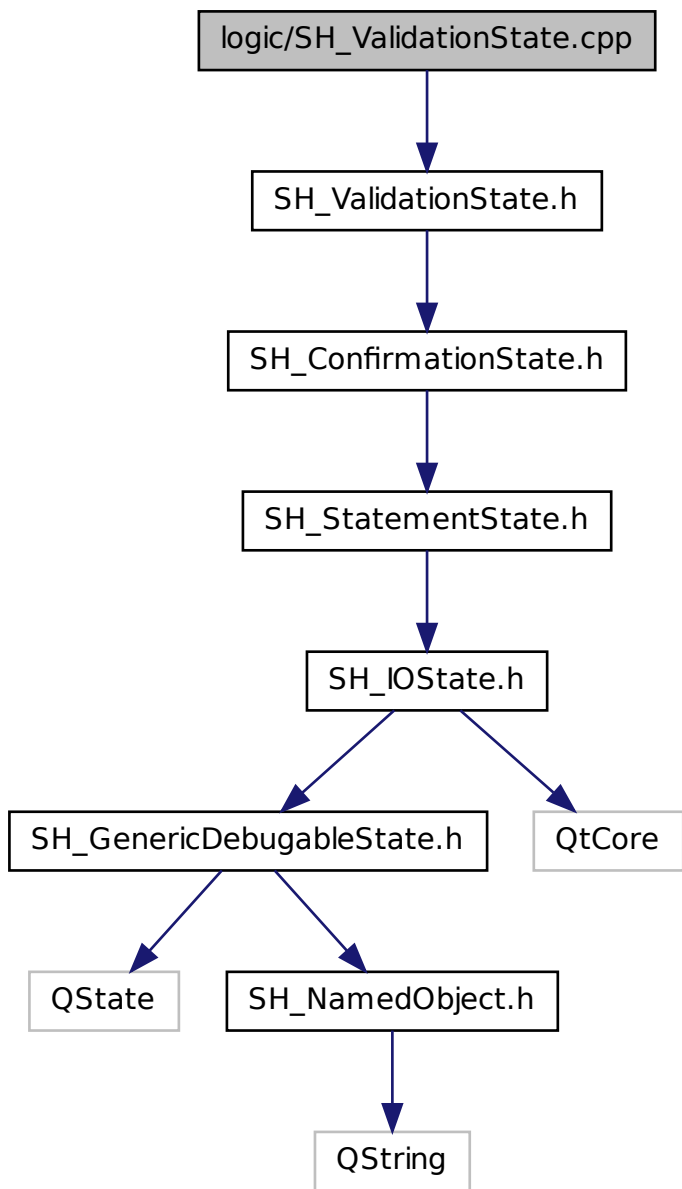 logic/SH_ValidationState.cpp
SH_ValidationState.h
SH_ConfirmationState.h
SH_StatementState.h
SH_IOState.h
SH_GenericDebugableState.h
QtCore
QState
SH_NamedObject.h
QString